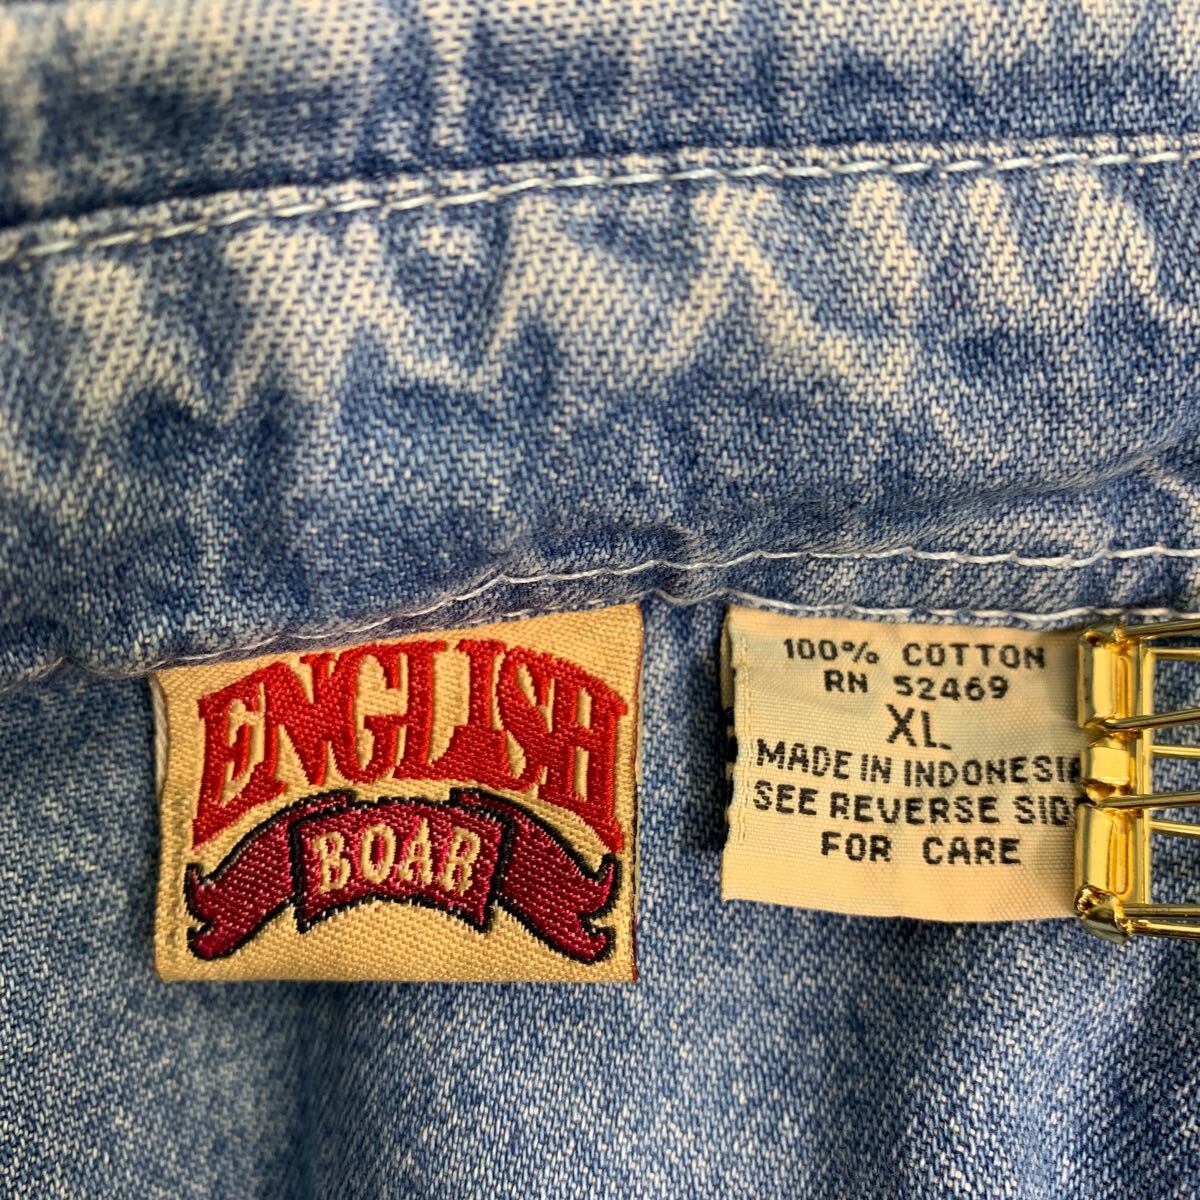 ENGLISH
BOAR
100% COTTON
RN 52469
XL
MADE IN INDONESIA
SEE REVERSE SIDE
FOR CARE